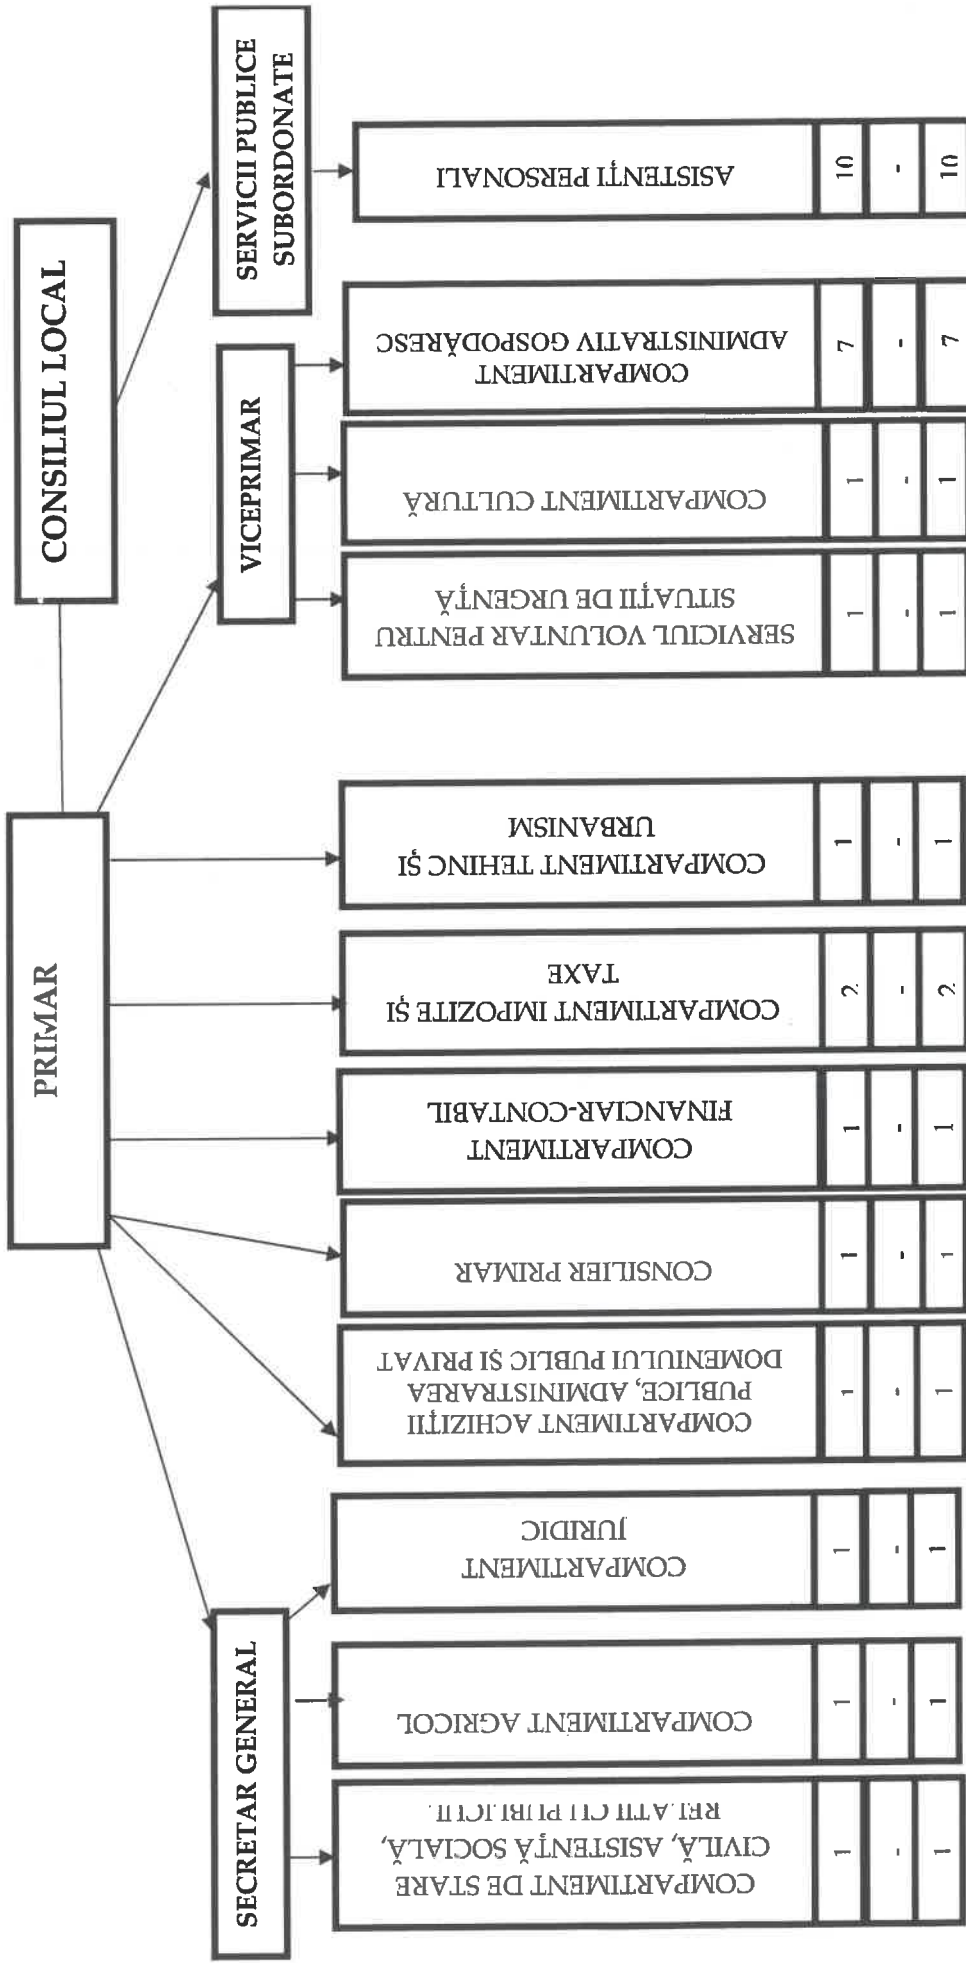 PRIMAR
CONSILIUL LOCAL
SECRETAR GENERAL
VICEPRIMAR
SERVICII PUBLICE
SUBORDONATE
COMPARTIMENT DE STARE
CIVILĂ, ASISTENȚĂ SOCIALĂ,
RELATII CU PUBLICUL
1
-
1
COMPARTIMENT AGRICOL
1
-
1
COMPARTIMENT
JURIDIC
1
-
1
COMPARTIMENT ACHIZIȚII
PUBLICE, ADMINISTRAREA
DOMENIULUI PUBLIC ȘI PRIVAT
1
-
1
CONSILIER PRIMAR
1
-
1
COMPARTIMENT
FINANCIAR-CONTABIL
1
-
1
COMPARTIMENT IMPOZITE ȘI
TAXE
2
-
2
COMPARTIMENT TEHINC ȘI
URBANISM
1
-
1
SERVICIUL VOLUNTAR PENTRU
SITUAȚII DE URGENȚĂ
1
-
1
COMPARTIMENT CULTURĂ
1
-
1
COMPARTIMENT
ADMINISTRATIV GOSPODĂRESC
7
-
7
ASISTENȚI PERSONALI
10
-
10